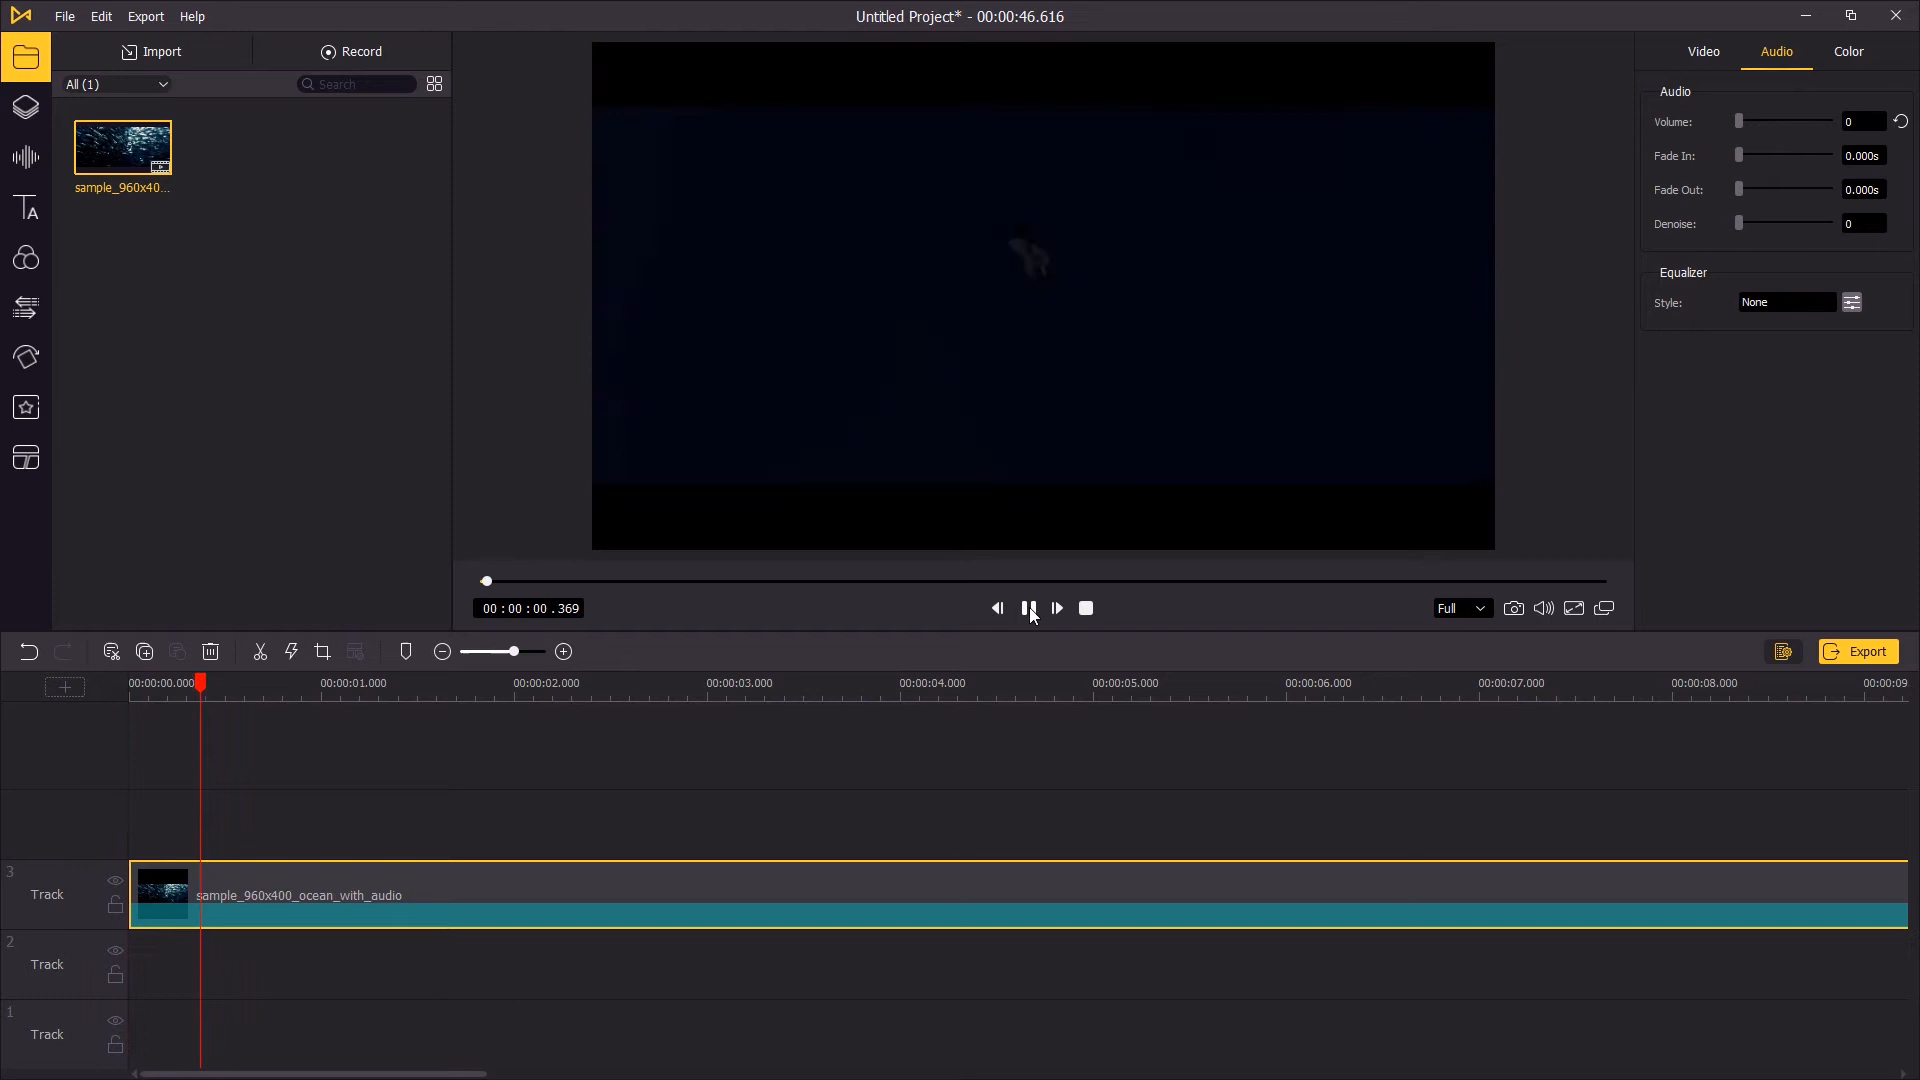 File Edit Export Help
Untitled Project* - 00:00:46.616
Import Record
All (1)
Search
sample_960x40...
00 : 00 : 00 . 369
Full
Video Audio Color
Audio
Volume: 0
Fade In: 0.000s
Fade Out: 0.000s
Denoise: 0
Equalizer
Style: None
Export
00:00:00.000 00:00:01.000 00:00:02.000 00:00:03.000 00:00:04.000 00:00:05.000 00:00:06.000 00:00:07.000 00:00:08.000 00:00:09
3
Track
sample_960x400_ocean_with_audio
2
Track
1
Track